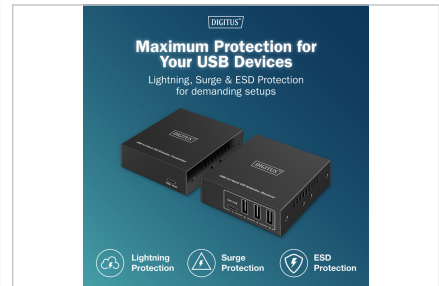 DIGITUS®
Maximum Protection for
Your USB Devices
Lightning, Surge & ESD Protection
for demanding setups
DIGITUS®
DIGITUS®
Lightning
Protection
Surge
Protection
ESD
Protection